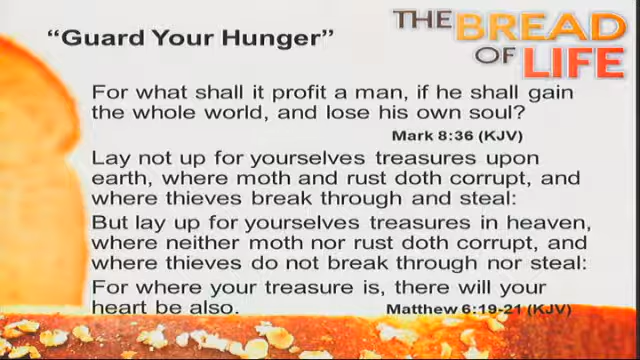 THE BREAD
OF LIFE
“Guard Your Hunger”
For what shall it profit a man, if he shall gain
the whole world, and lose his own soul?
Mark 8:36 (KJV)
Lay not up for yourselves treasures upon
earth, where moth and rust doth corrupt, and
where thieves break through and steal:
But lay up for yourselves treasures in heaven,
where neither moth nor rust doth corrupt, and
where thieves do not break through nor steal:
For where your treasure is, there will your
heart be also. Matthew 6:19-21 (KJV)